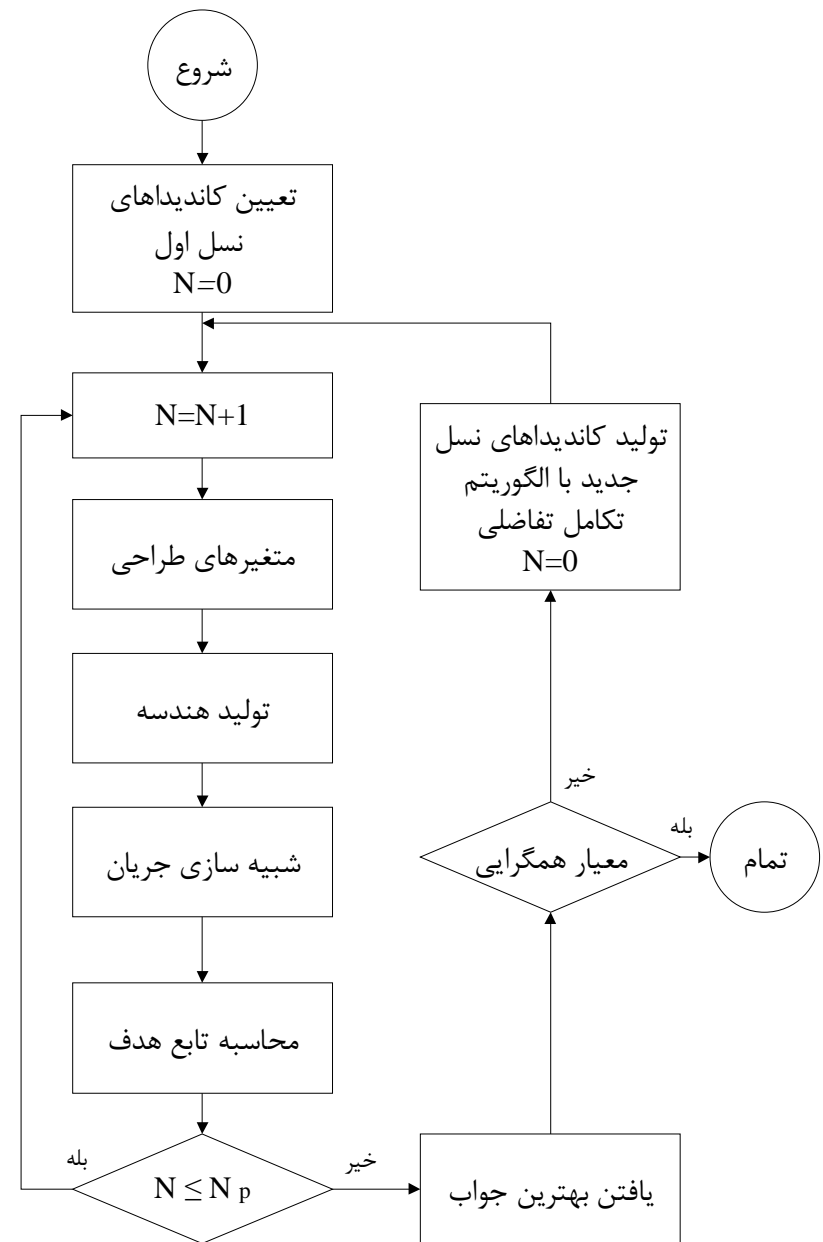 شروع
تعیین کاندیداهای
نسل اول
N=0
N=N+1
متغیرهای طراحی
تولید هندسه
شبیه سازی جریان
محاسبه تابع هدف
N ≤ N p
بله
خیر
یافتن بهترین جواب
معیار همگرایی
بله
تمام
خیر
تولید کاندیداهای نسل
جدید با الگوریتم
تکامل تفاضلی
N=0